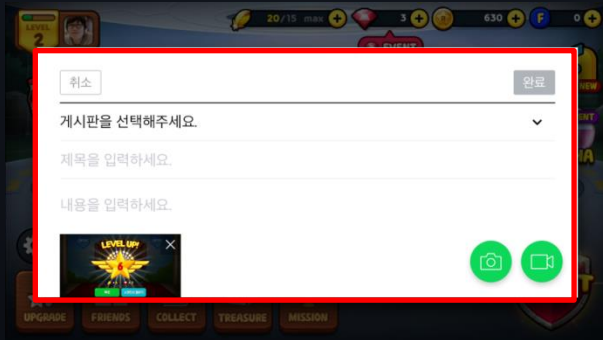 LEVEL
2
20/15 max
3
630
F
0
EVENT
NEW
취소
완료
게시판을 선택해주세요.
제목을 입력하세요.
내용을 입력하세요.
LEVEL UP!
6
UPGRADE
FRIENDS
COLLECT
TREASURE
MISSION